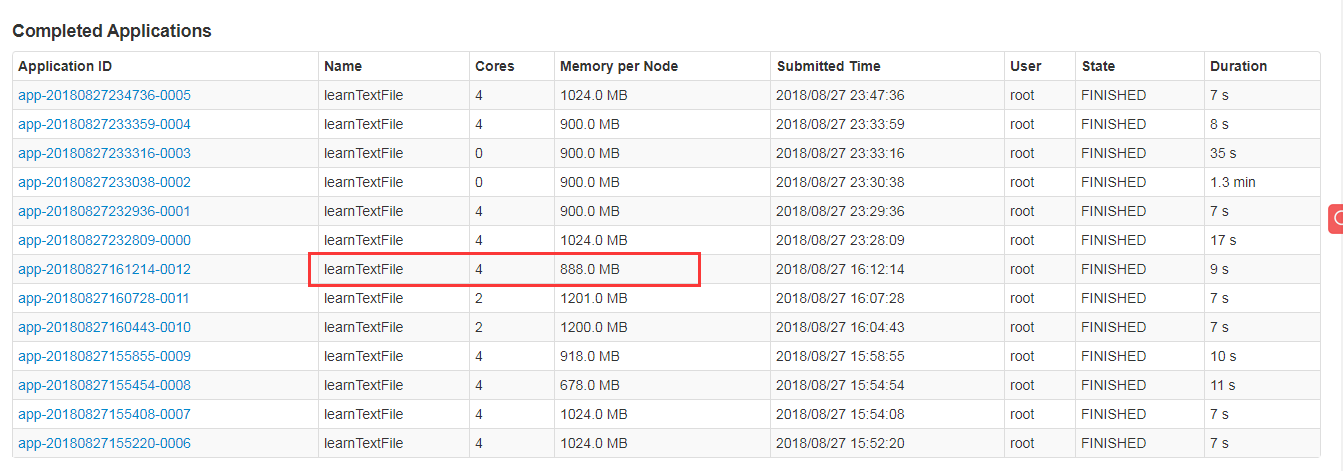 Completed Applications
Application ID Name Cores Memory per Node Submitted Time User State Duration
app-20180827234736-0005 learnTextFile 4 1024.0 MB 2018/08/27 23:47:36 root FINISHED 7 s
app-20180827233359-0004 learnTextFile 4 900.0 MB 2018/08/27 23:33:59 root FINISHED 8 s
app-20180827233316-0003 learnTextFile 0 900.0 MB 2018/08/27 23:33:16 root FINISHED 35 s
app-20180827233038-0002 learnTextFile 0 900.0 MB 2018/08/27 23:30:38 root FINISHED 1.3 min
app-20180827232936-0001 learnTextFile 4 900.0 MB 2018/08/27 23:29:36 root FINISHED 7 s
app-20180827232809-0000 learnTextFile 4 1024.0 MB 2018/08/27 23:28:09 root FINISHED 17 s
app-20180827161214-0012 learnTextFile 4 888.0 MB 2018/08/27 16:12:14 root FINISHED 9 s
app-20180827160728-0011 learnTextFile 2 1201.0 MB 2018/08/27 16:07:28 root FINISHED 7 s
app-20180827160443-0010 learnTextFile 2 1200.0 MB 2018/08/27 16:04:43 root FINISHED 7 s
app-20180827155855-0009 learnTextFile 4 918.0 MB 2018/08/27 15:58:55 root FINISHED 10 s
app-20180827155454-0008 learnTextFile 4 678.0 MB 2018/08/27 15:54:54 root FINISHED 11 s
app-20180827155408-0007 learnTextFile 4 1024.0 MB 2018/08/27 15:54:08 root FINISHED 7 s
app-20180827155220-0006 learnTextFile 4 1024.0 MB 2018/08/27 15:52:20 root FINISHED 7 s